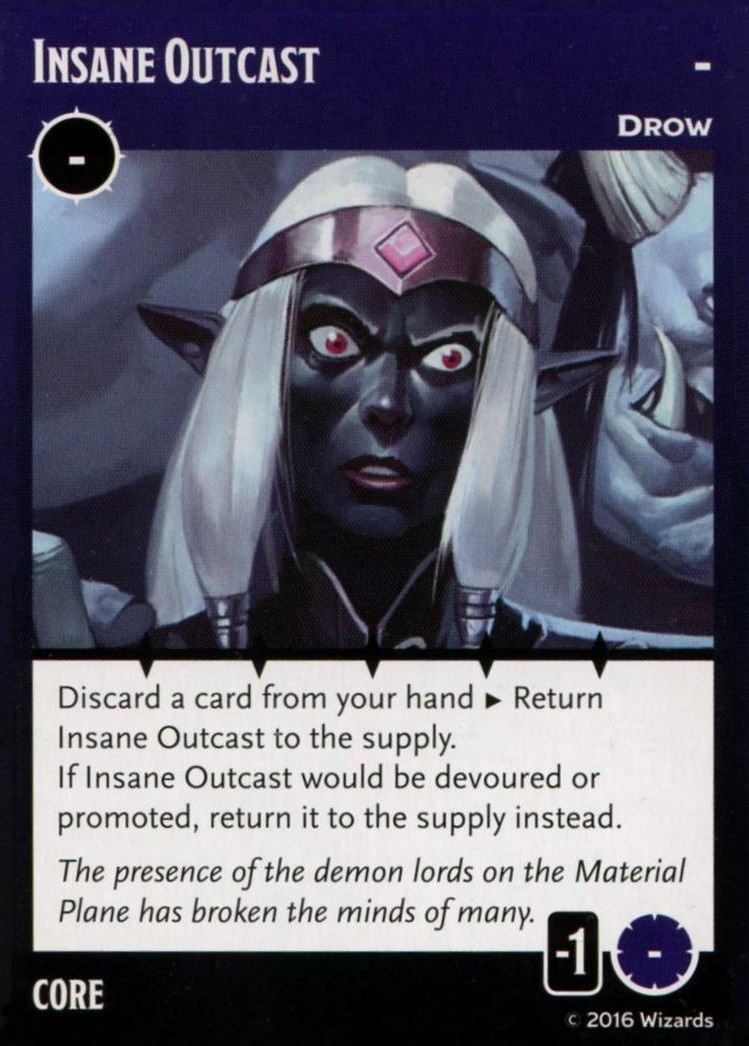 INSANE OUTCAST -
DROW
-
Discard a card from your hand ▶ Return
Insane Outcast to the supply.
If Insane Outcast would be devoured or
promoted, return it to the supply instead.
The presence of the demon lords on the Material
Plane has broken the minds of many.
-1 -
CORE
© 2016 Wizards